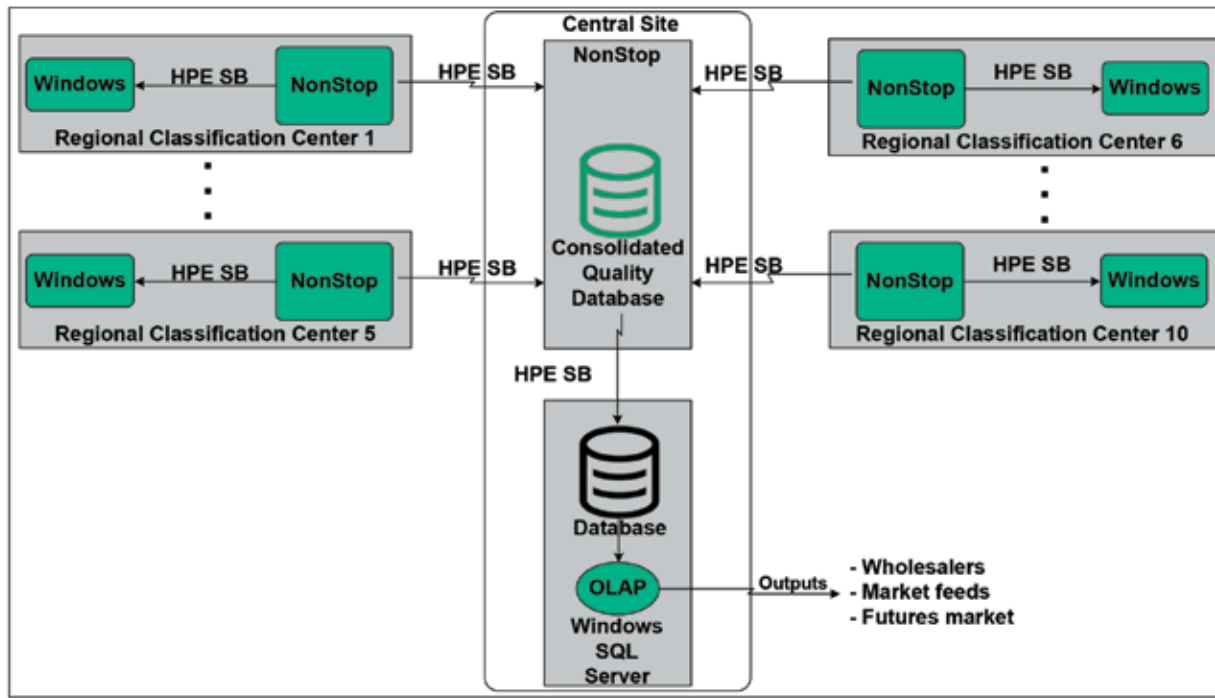 Central Site
NonStop
Windows
HPE SB
NonStop
HPE SB
Regional Classification Center 1
HPE SB
NonStop
HPE SB
Windows
Regional Classification Center 6
Windows
HPE SB
NonStop
HPE SB
Regional Classification Center 5
Consolidated
Quality
Database
HPE SB
NonStop
HPE SB
Windows
Regional Classification Center 10
HPE SB
Database
OLAP
Windows
SQL
Server
Outputs
- Wholesalers
- Market feeds
- Futures market